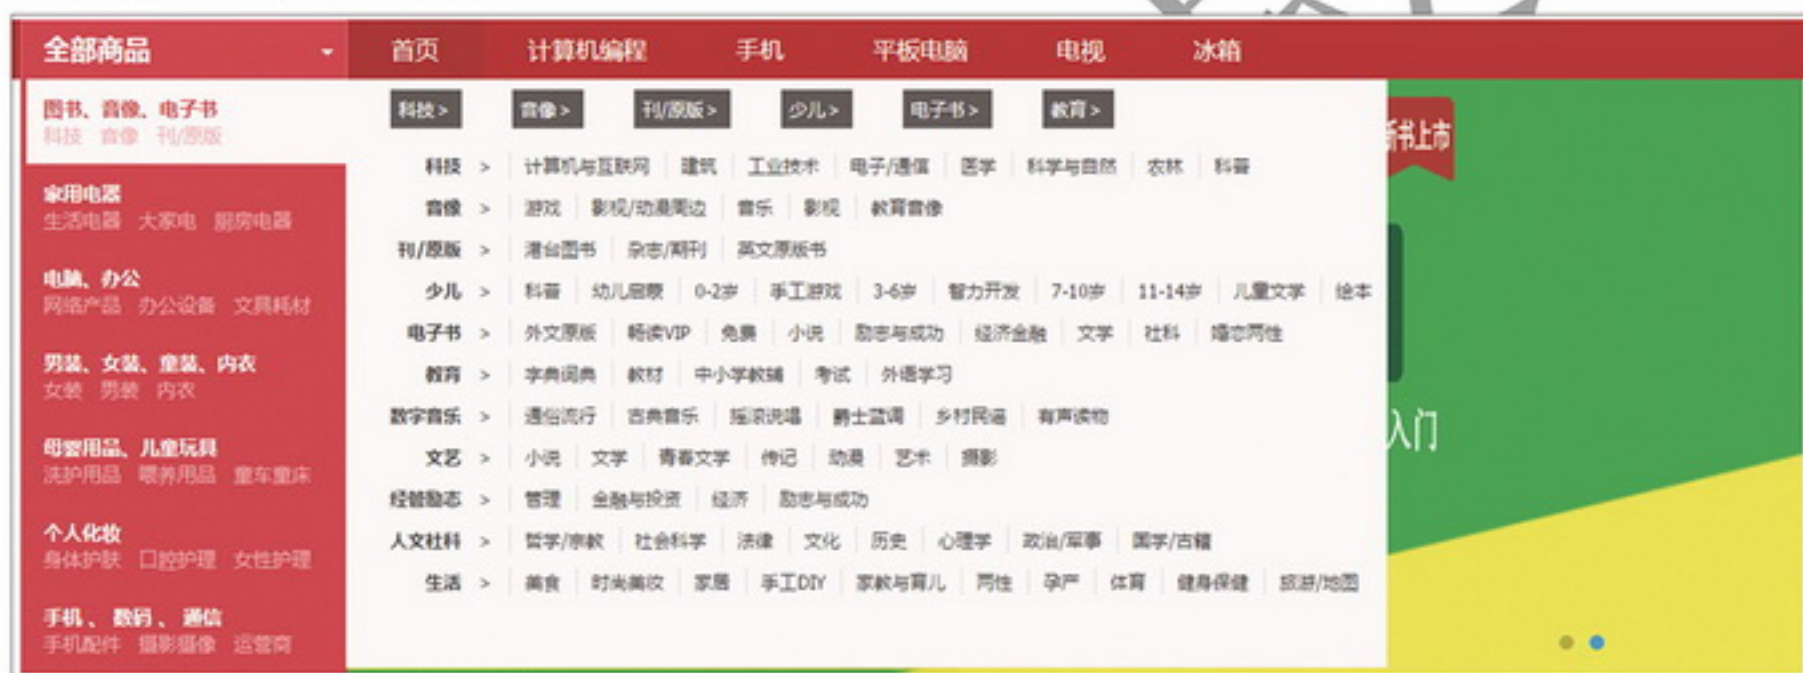 全部商品 首页 计算机编程 手机 平板电脑 电视 冰箱
图书、音像、电子书
科技 音像 刊/原版
家用电器
生活电器 大家电 厨房电器
电脑、办公
网络产品 办公设备 文具耗材
男装、女装、童装、内衣
女装 男装 内衣
母婴用品、儿童玩具
洗护用品 喂养用品 童车童床
个人化妆
身体护肤 口腔护理 女性护理
手机、数码、通信
手机配件 摄影摄像 运营商
科技> 音像> 刊/原版> 少儿> 电子书> 教育>
科技 > 计算机与互联网 建筑 工业技术 电子/通信 医学 科学与自然 农林 科普
音像 > 游戏 影视/动漫周边 音乐 影视 教育音像
刊/原版 > 港台图书 杂志/期刊 英文原版书
少儿 > 科普 幼儿启蒙 0-2岁 手工游戏 3-6岁 智力开发 7-10岁 11-14岁 儿童文学 绘本
电子书 > 外文原版 畅读VIP 免费 小说 励志与成功 经济金融 文学 社科 婚恋两性
教育 > 字典词典 教材 中小学教辅 考试 外语学习
数字音乐 > 通俗流行 古典音乐 摇滚说唱 爵士蓝调 乡村民谣 有声读物
文艺 > 小说 文学 青春文学 传记 动漫 艺术 摄影
经管励志 > 管理 金融与投资 经济 励志与成功
人文社科 > 哲学/宗教 社会科学 法律 文化 历史 心理学 政治/军事 国学/古籍
生活 > 美食 时尚美妆 家居 手工DIY 家教与育儿 两性 孕产 体育 健身保健 旅游/地图
新书上市
入门